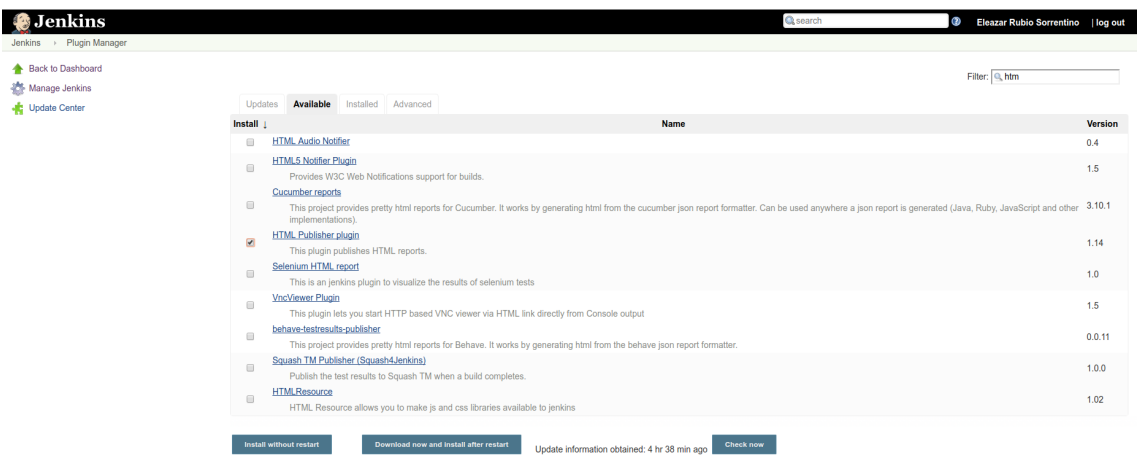 Jenkins
search
Eleazar Rubio Sorrentino | log out
Jenkins › Plugin Manager
Back to Dashboard
Manage Jenkins
Update Center
Filter: htm
Updates Available Installed Advanced
Install ↓ Name Version
HTML Audio Notifier 0.4
HTML5 Notifier Plugin
Provides W3C Web Notifications support for builds. 1.5
Cucumber reports
This project provides pretty html reports for Cucumber. It works by generating html from the cucumber json report formatter. Can be used anywhere a json report is generated (Java, Ruby, JavaScript and other 3.10.1
implementations).
HTML Publisher plugin
This plugin publishes HTML reports. 1.14
Selenium HTML report
This is an jenkins plugin to visualize the results of selenium tests 1.0
VncViewer Plugin
This plugin lets you start HTTP based VNC viewer via HTML link directly from Console output 1.5
behave-testresults-publisher
This project provides pretty html reports for Behave. It works by generating html from the behave json report formatter. 0.0.11
Squash TM Publisher (Squash4Jenkins)
Publish the test results to Squash TM when a build completes. 1.0.0
HTMLResource
HTML Resource allows you to make js and css libraries available to jenkins 1.02
Install without restart Download now and install after restart Update information obtained: 4 hr 38 min ago Check now